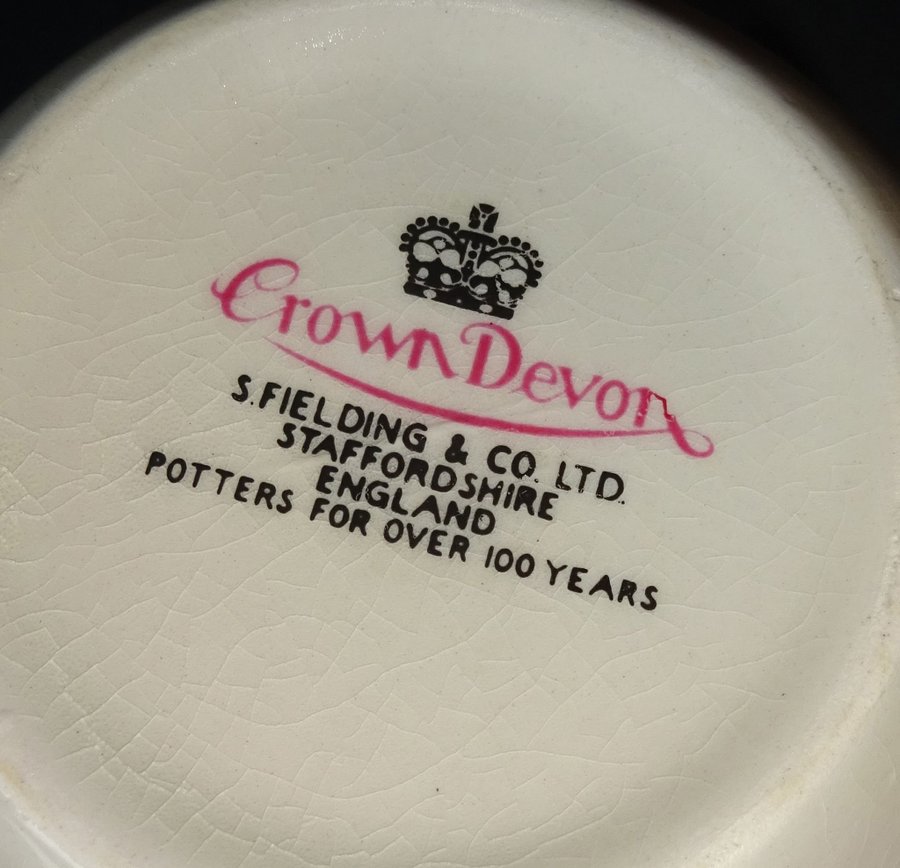 Crown Devon
S. FIELDING & CO. LTD.
STAFFORDSHIRE
ENGLAND
POTTERS FOR OVER 100 YEARS